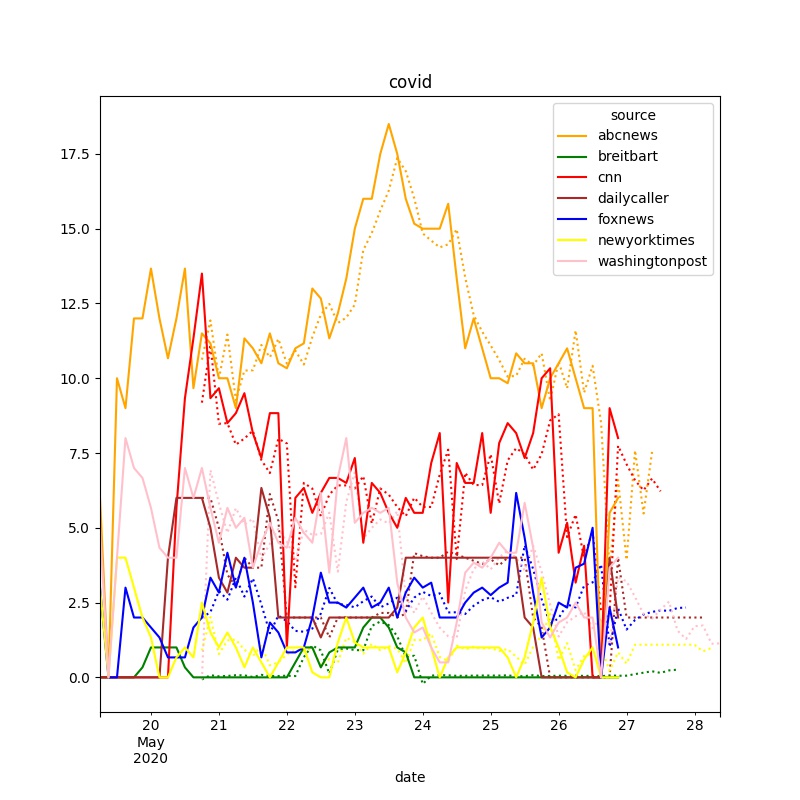 covid
source
abcnews
breitbart
cnn
dailycaller
foxnews
newyorktimes
washingtonpost
17.5
15.0
12.5
10.0
7.5
5.0
2.5
0.0
20 21 22 23 24 25 26 27 28
May
2020
date